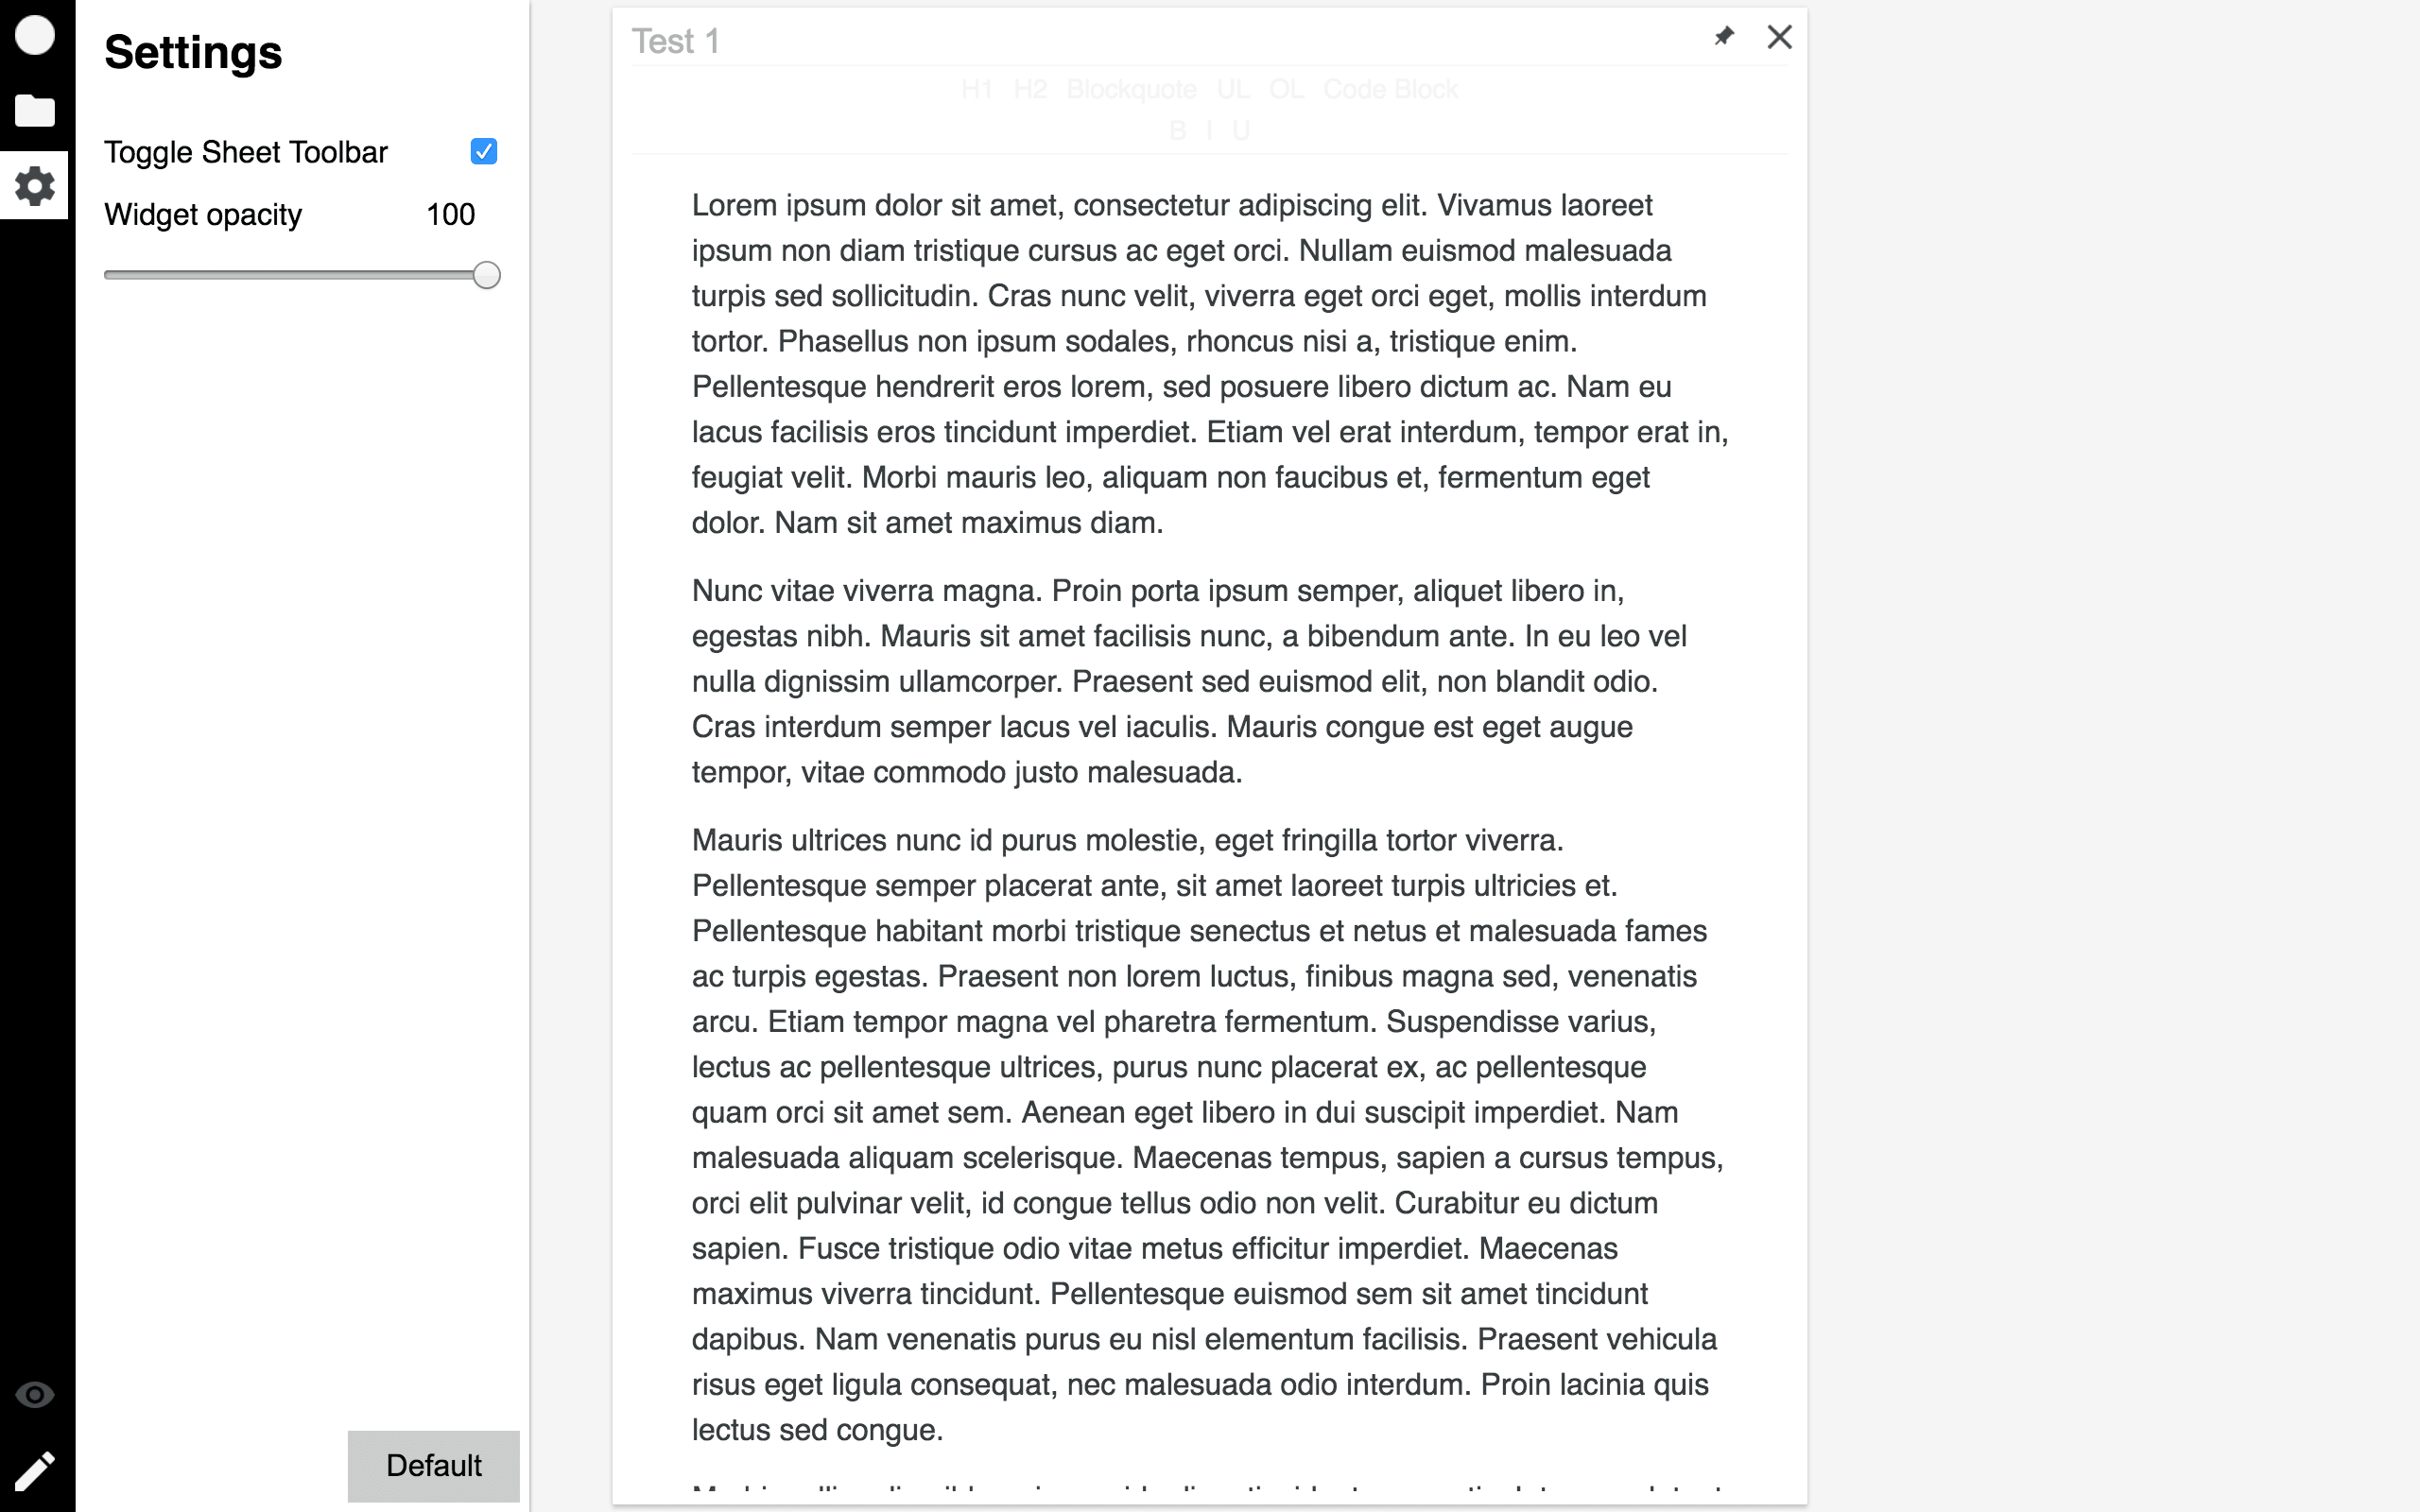 Settings
Toggle Sheet Toolbar
Widget opacity 100
Default
Test 1
H1 H2 Blockquote UL OL Code Block
B I U
Lorem ipsum dolor sit amet, consectetur adipiscing elit. Vivamus laoreet
ipsum non diam tristique cursus ac eget orci. Nullam euismod malesuada
turpis sed sollicitudin. Cras nunc velit, viverra eget orci eget, mollis interdum
tortor. Phasellus non ipsum sodales, rhoncus nisi a, tristique enim.
Pellentesque hendrerit eros lorem, sed posuere libero dictum ac. Nam eu
lacus facilisis eros tincidunt imperdiet. Etiam vel erat interdum, tempor erat in,
feugiat velit. Morbi mauris leo, aliquam non faucibus et, fermentum eget
dolor. Nam sit amet maximus diam.
Nunc vitae viverra magna. Proin porta ipsum semper, aliquet libero in,
egestas nibh. Mauris sit amet facilisis nunc, a bibendum ante. In eu leo vel
nulla dignissim ullamcorper. Praesent sed euismod elit, non blandit odio.
Cras interdum semper lacus vel iaculis. Mauris congue est eget augue
tempor, vitae commodo justo malesuada.
Mauris ultrices nunc id purus molestie, eget fringilla tortor viverra.
Pellentesque semper placerat ante, sit amet laoreet turpis ultricies et.
Pellentesque habitant morbi tristique senectus et netus et malesuada fames
ac turpis egestas. Praesent non lorem luctus, finibus magna sed, venenatis
arcu. Etiam tempor magna vel pharetra fermentum. Suspendisse varius,
lectus ac pellentesque ultrices, purus nunc placerat ex, ac pellentesque
quam orci sit amet sem. Aenean eget libero in dui suscipit imperdiet. Nam
malesuada aliquam scelerisque. Maecenas tempus, sapien a cursus tempus,
orci elit pulvinar velit, id congue tellus odio non velit. Curabitur eu dictum
sapien. Fusce tristique odio vitae metus efficitur imperdiet. Maecenas
maximus viverra tincidunt. Pellentesque euismod sem sit amet tincidunt
dapibus. Nam venenatis purus eu nisl elementum facilisis. Praesent vehicula
risus eget ligula consequat, nec malesuada odio interdum. Proin lacinia quis
lectus sed congue.